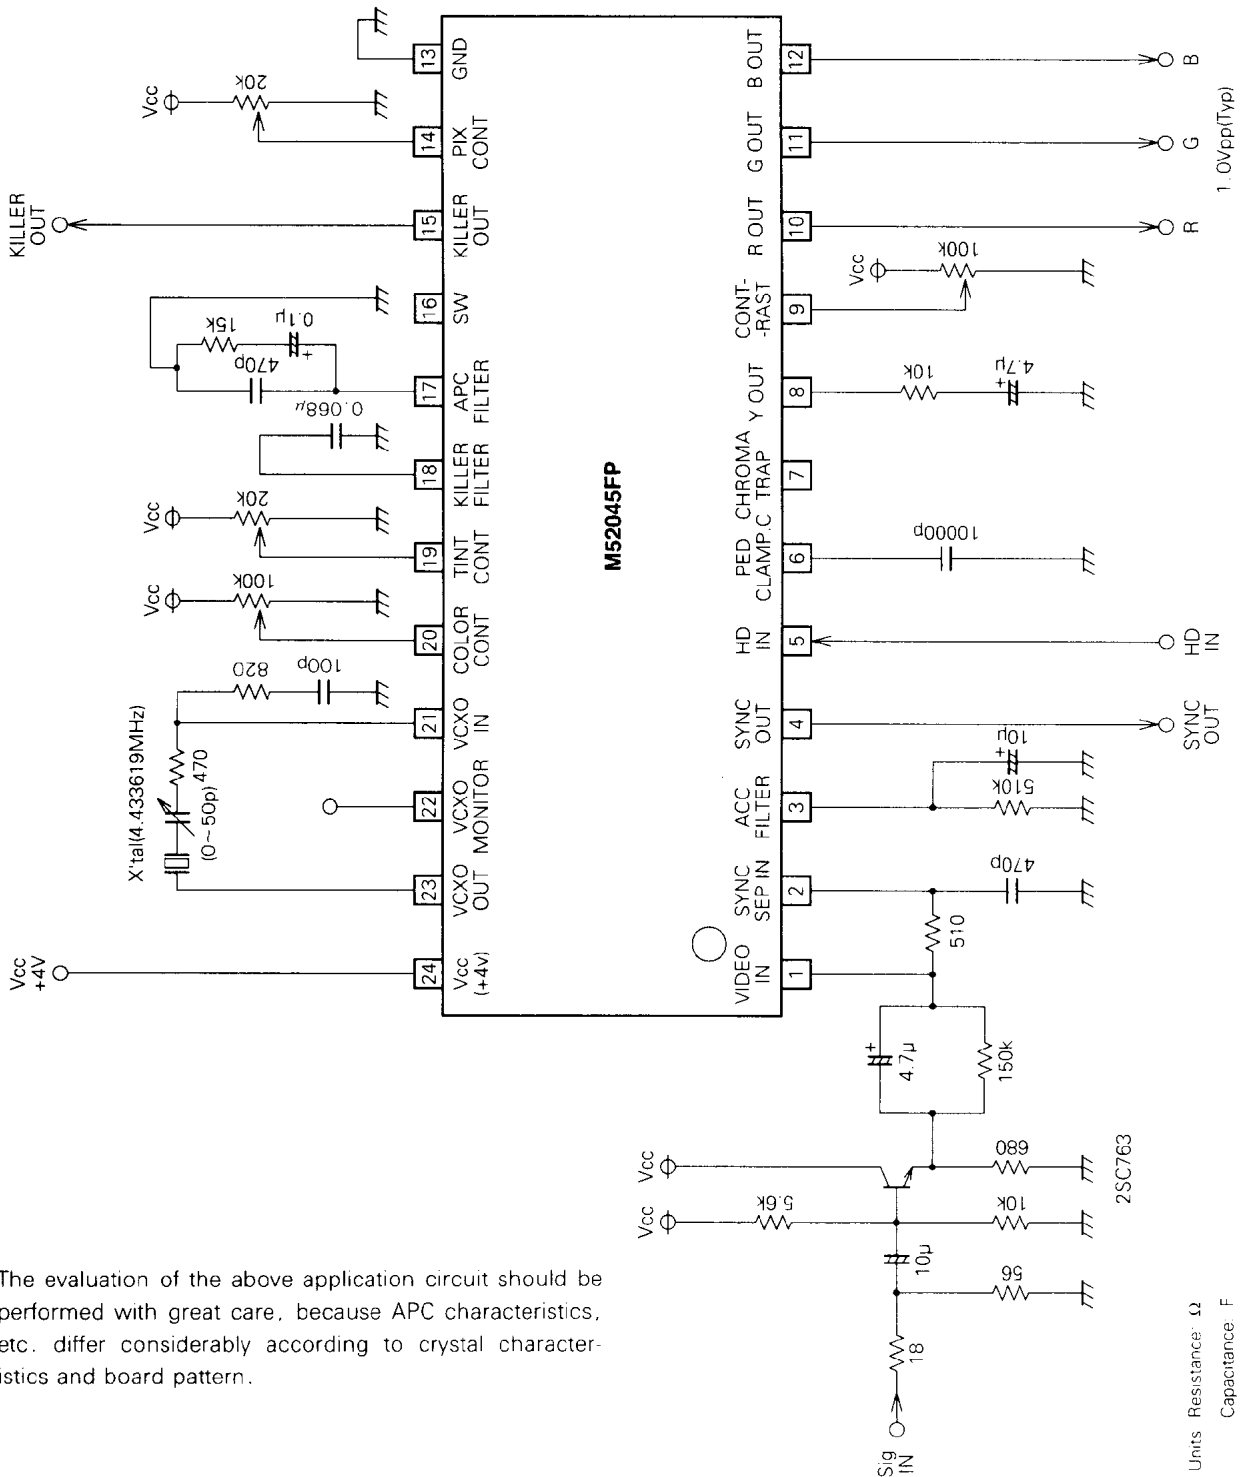 KILLER
OUT
Vcc
20k
13
GND
14
PIX
CONT
15
KILLER
OUT
16
SW
15k
0.1µ
+
470p
17
APC
FILTER
0.068µ
18
KILLER
FILTER
Vcc
20k
19
TINT
CONT
Vcc
100k
20
COLOR
CONT
820
100p
21
VCXO
IN
X'tal(4.433619MHz)
470
(0~50p)
22
VCXO
MONITOR
23
VCXO
OUT
Vcc
+4V
24
Vcc
(+4v)
M52045FP
12
B OUT
B
11
G OUT
G
1.0Vpp(Typ)
10
R OUT
R
9
CONT-
-RAST
Vcc
100k
8
Y OUT
10k
4.7µ
+
7
CHROMA
TRAP
6
PED
CLAMP.C
10000p
5
HD
IN
HD
IN
4
SYNC
OUT
SYNC
OUT
3
ACC
FILTER
10µ
+
510k
2
SYNC
SEP IN
470p
510
1
VIDEO
IN
+
4.7µ
150k
Vcc
680
2SC763
Vcc
5.6k
10k
10µ
56
18
Sig
IN
The evaluation of the above application circuit should be
performed with great care, because APC characteristics,
etc. differ considerably according to crystal character-
istics and board pattern.
Units Resistance: Ω
Capacitance: F